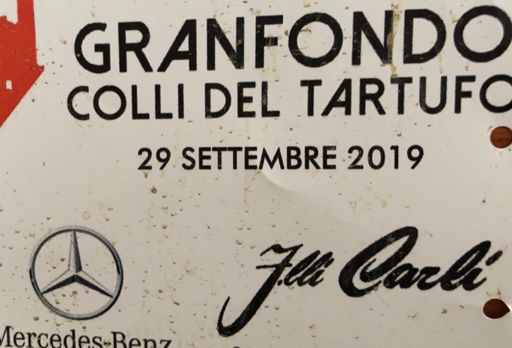 GRANFONDO
COLLI DEL TARTUFO
29 SETTEMBRE 2019
F.lli Carli
Mercedes-Benz